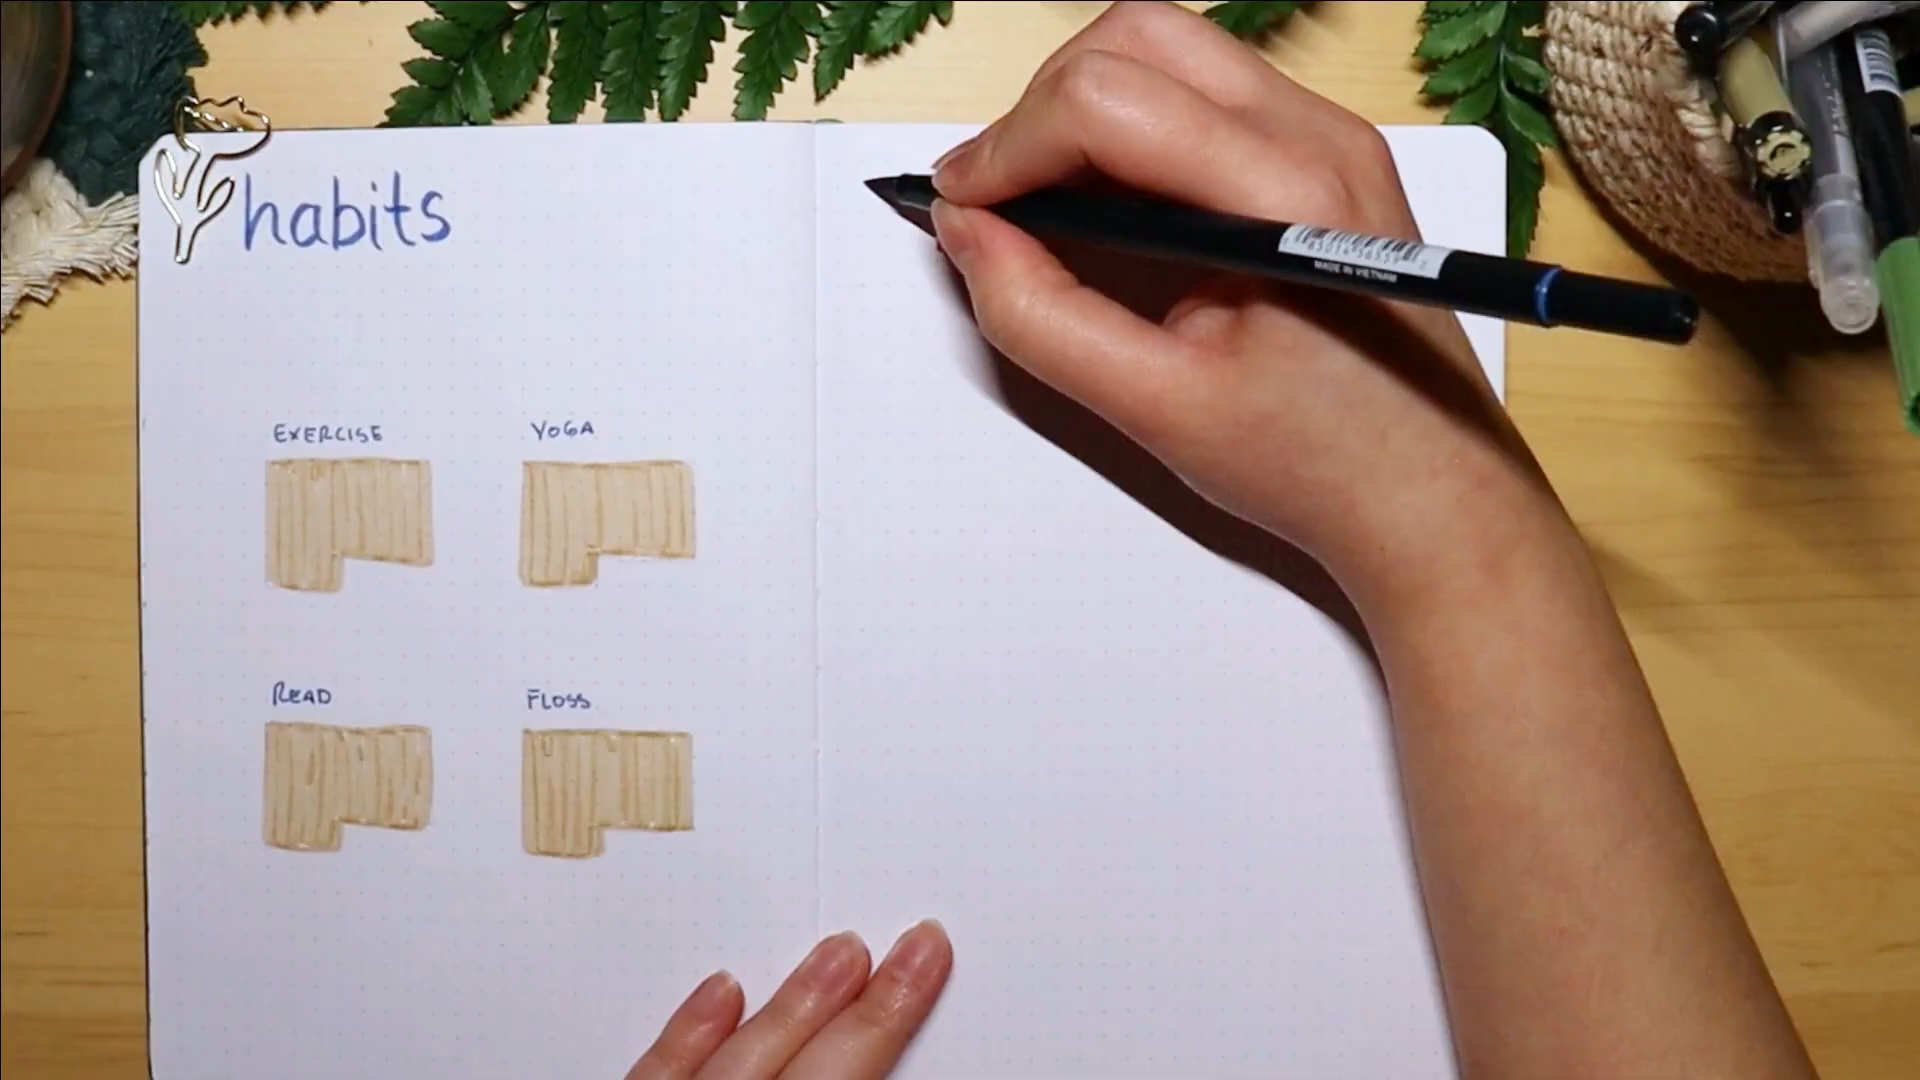 habits
EXERCISE
YOGA
READ
FLOSS
MADE IN VIETNAM